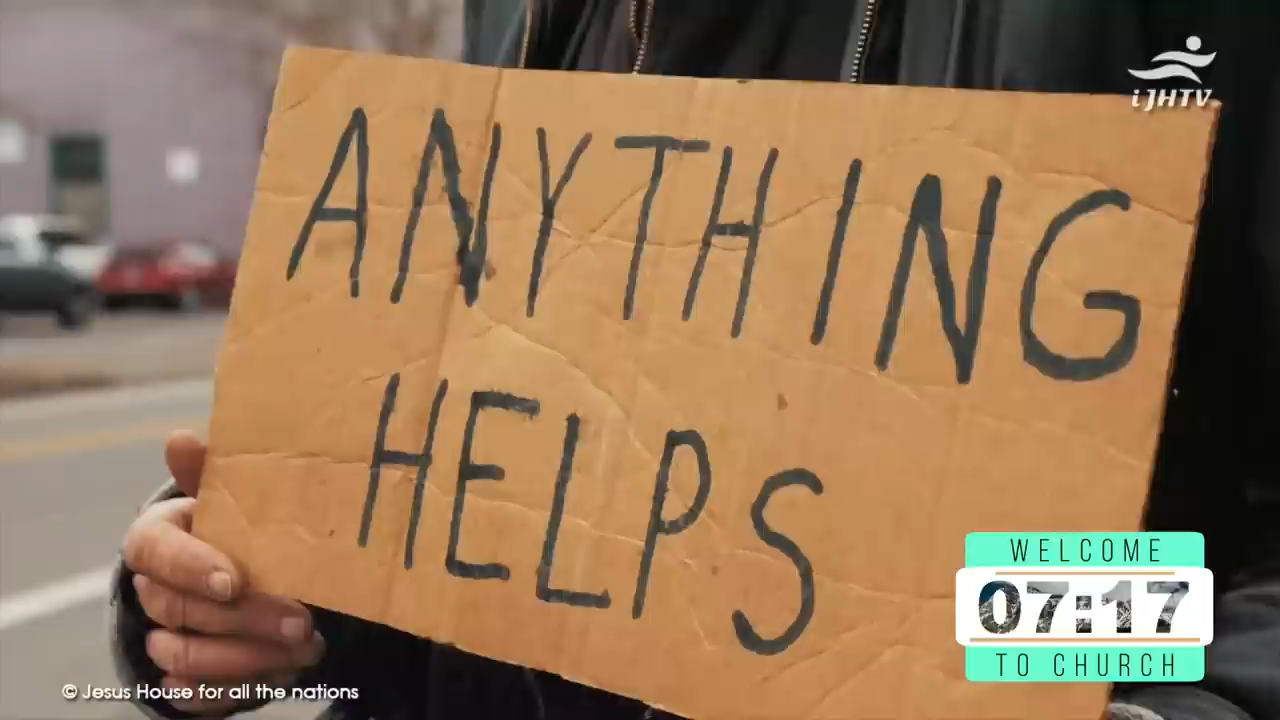 iJHTV
ANYTHING
HELPS
WELCOME
07:17
TO CHURCH
© Jesus House for all the nations